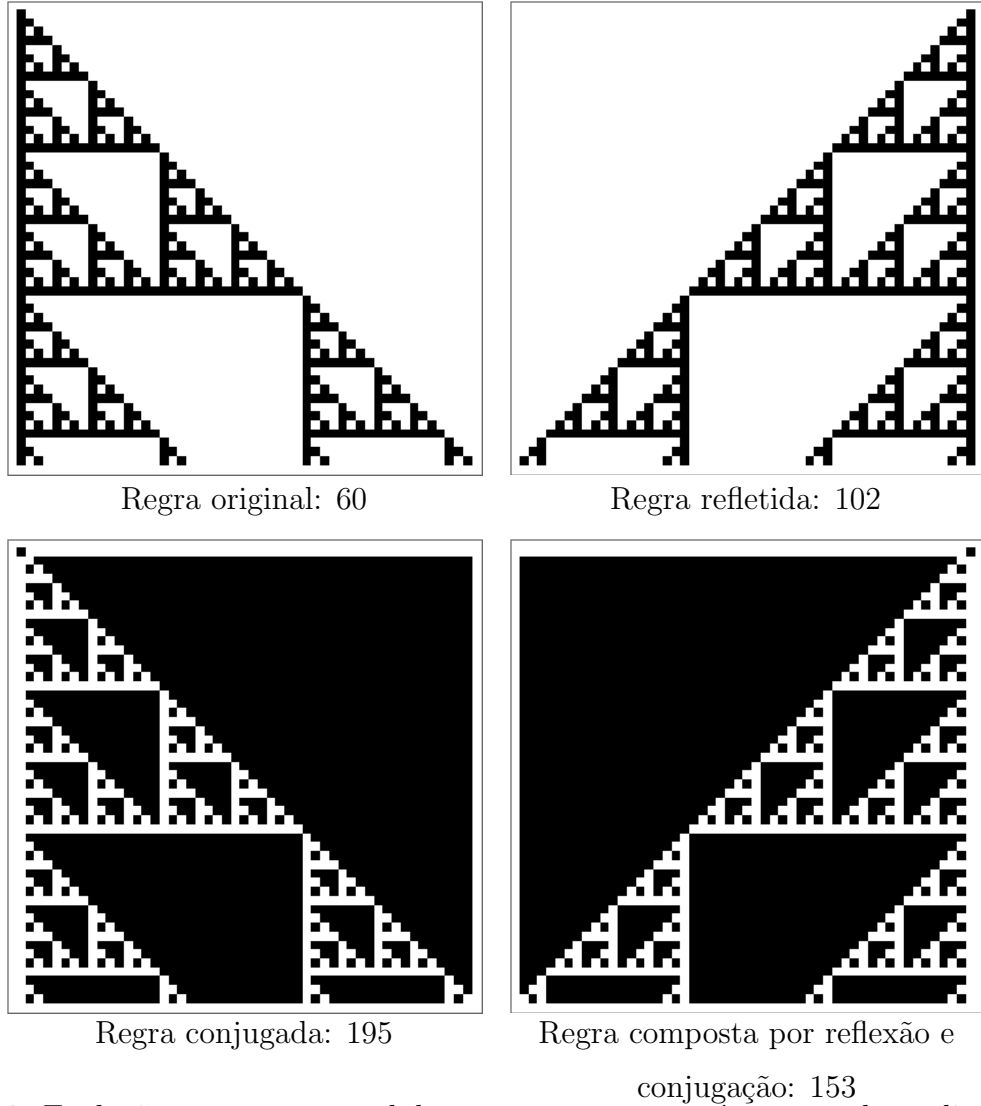 Regra original: 60
Regra refletida: 102
Regra conjugada: 195
Regra composta por reflexão e
conjugação: 153